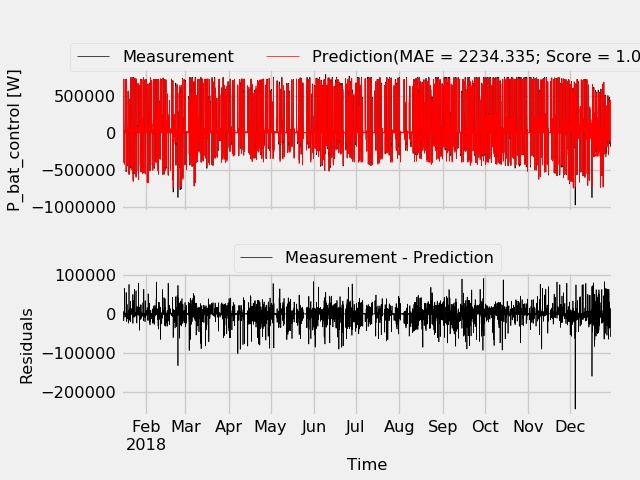 Measurement Prediction(MAE = 2234.335; Score = 1.0
P_bat_control [W]
500000
0
−500000
−1000000
Measurement - Prediction
Residuals
100000
0
−100000
−200000
Feb Mar Apr May Jun Jul Aug Sep Oct Nov Dec
2018
Time